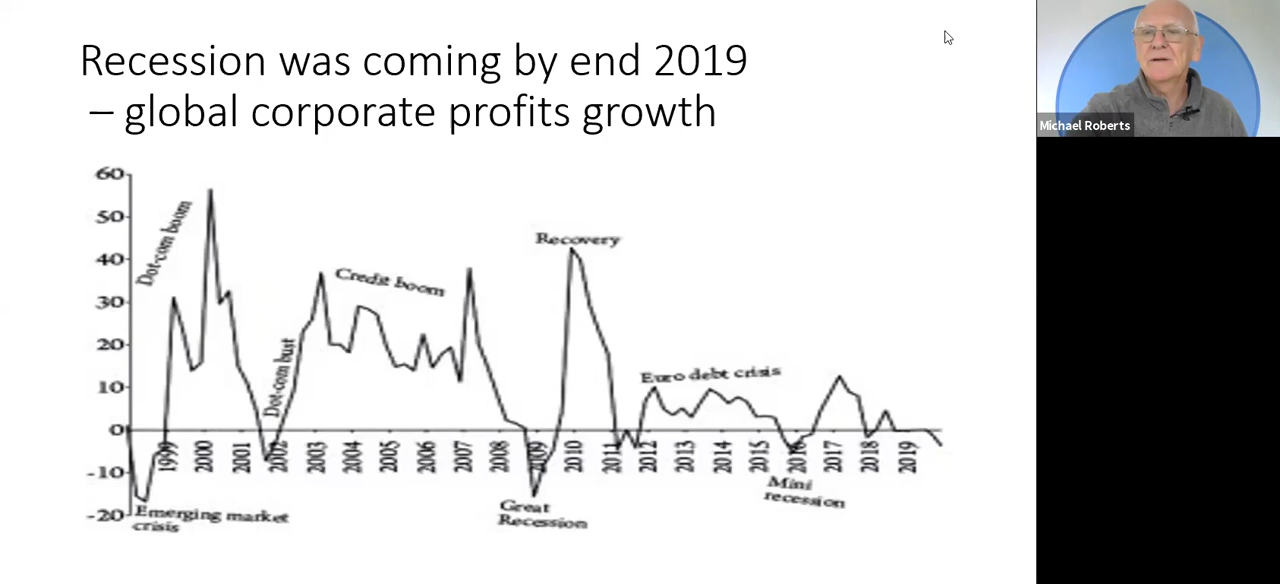 Recession was coming by end 2019
– global corporate profits growth
Michael Roberts
60
50
40
30
20
10
0
-10
-20
Dot-com boom
Dot-com bust
Credit boom
Recovery
Euro debt crisis
1999 2000 2001 2002 2003 2004 2005 2006 2007 2008 2009 2010 2011 2012 2013 2014 2015 2016 2017 2018 2019
Emerging market
crisis
Great
Recession
Mini
recession